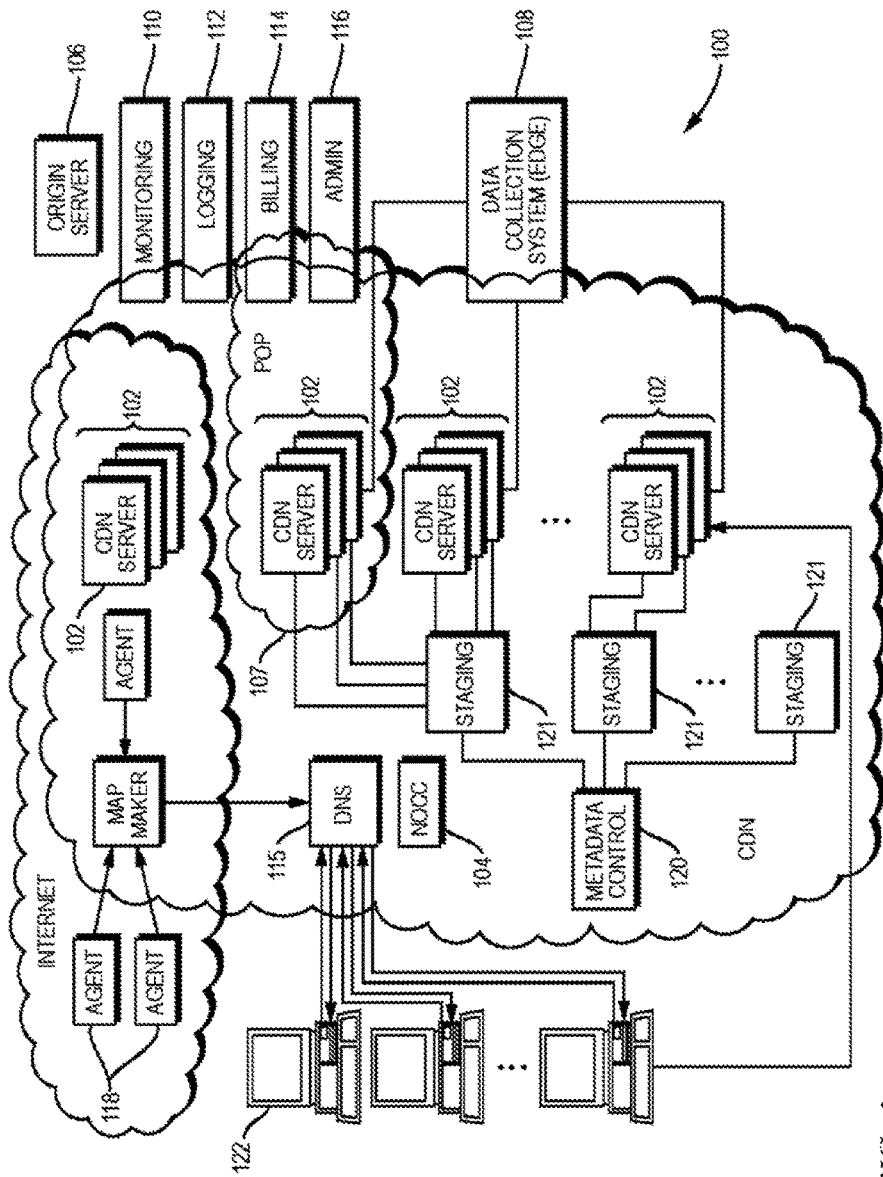 INTERNET
118
AGENT
AGENT
MAP
MAKER
AGENT
102
CDN
SERVER
102
122
115
DNS
104
NOCC
120
METADATA
CONTROL
CDN
107
POP
121
STAGING
121
STAGING
...
121
STAGING
CDN
SERVER
102
CDN
SERVER
102
...
CDN
SERVER
102
...
ORIGIN
SERVER
106
MONITORING
110
LOGGING
112
BILLING
114
ADMIN
116
DATA
COLLECTION
SYSTEM (EDGE)
108
100